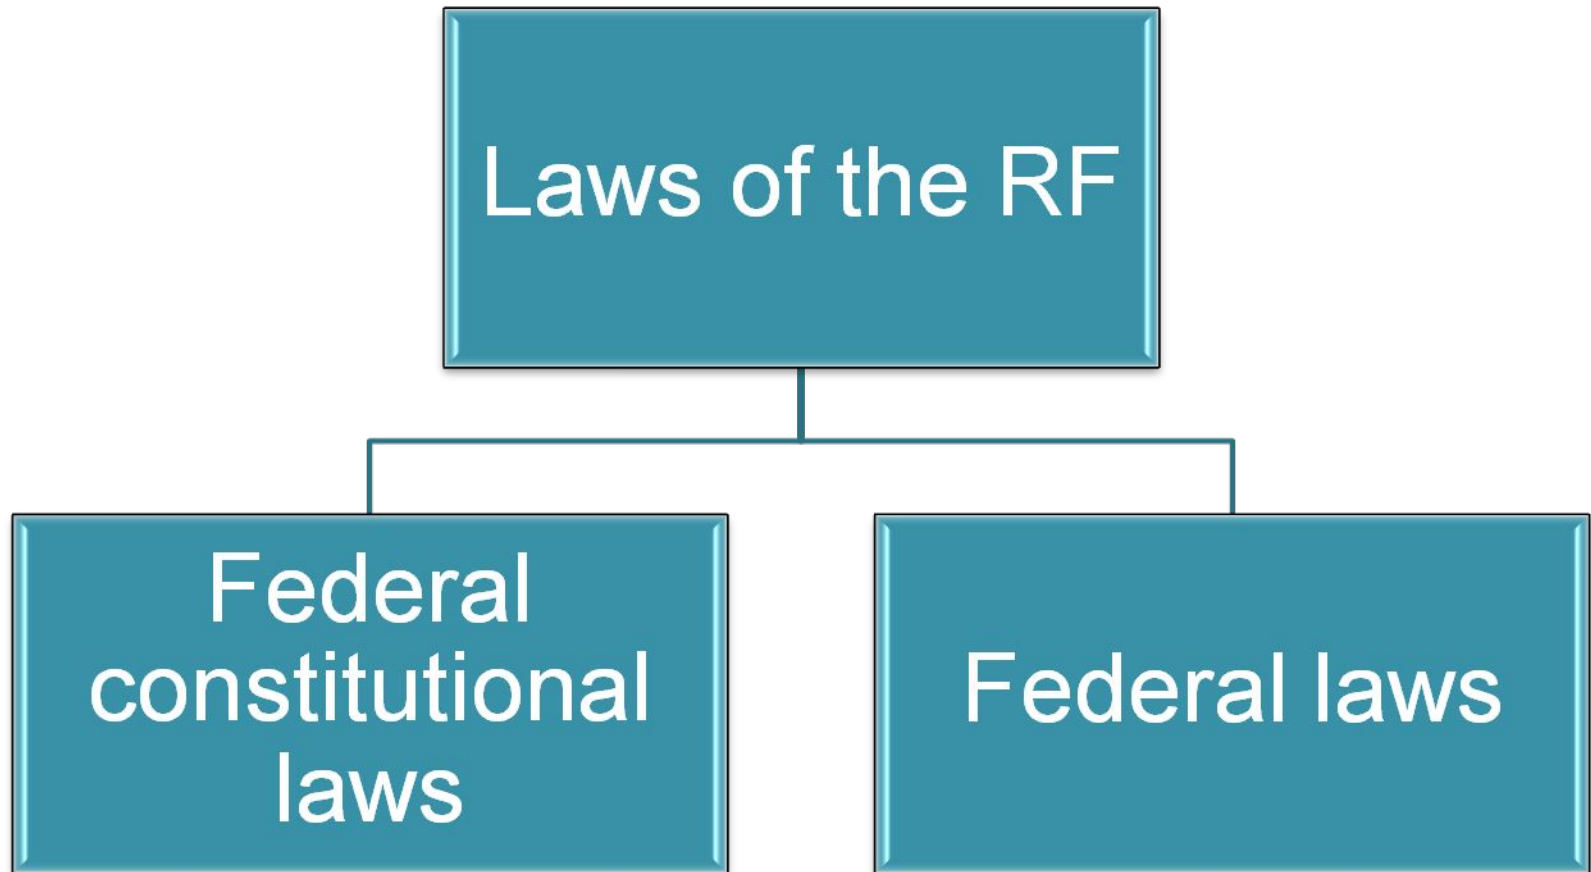 Laws of the RF
Federal
constitutional
laws
Federal laws